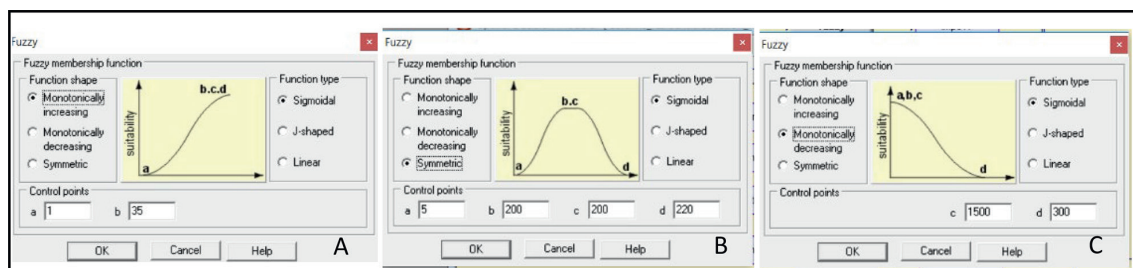 Fuzzy
Fuzzy membership function
Function shape
Monotonically
increasing
Monotonically
decreasing
Symmetric
suitability
b.c.d
a
Function type
Sigmoidal
J-shaped
Linear
Control points
a 1 b 35
OK Cancel Help
A
Fuzzy
Fuzzy membership function
Function shape
Monotonically
increasing
Monotonically
decreasing
Symmetric
suitability
b.c
a d
Function type
Sigmoidal
J-shaped
Linear
Control points
a 5 b 200 c 200 d 220
OK Cancel Help
B
Fuzzy
Fuzzy membership function
Function shape
Monotonically
increasing
Monotonically
decreasing
Symmetric
suitability
a,b,c
d
Function type
Sigmoidal
J-shaped
Linear
Control points
c 1500 d 300
OK Cancel Help
C